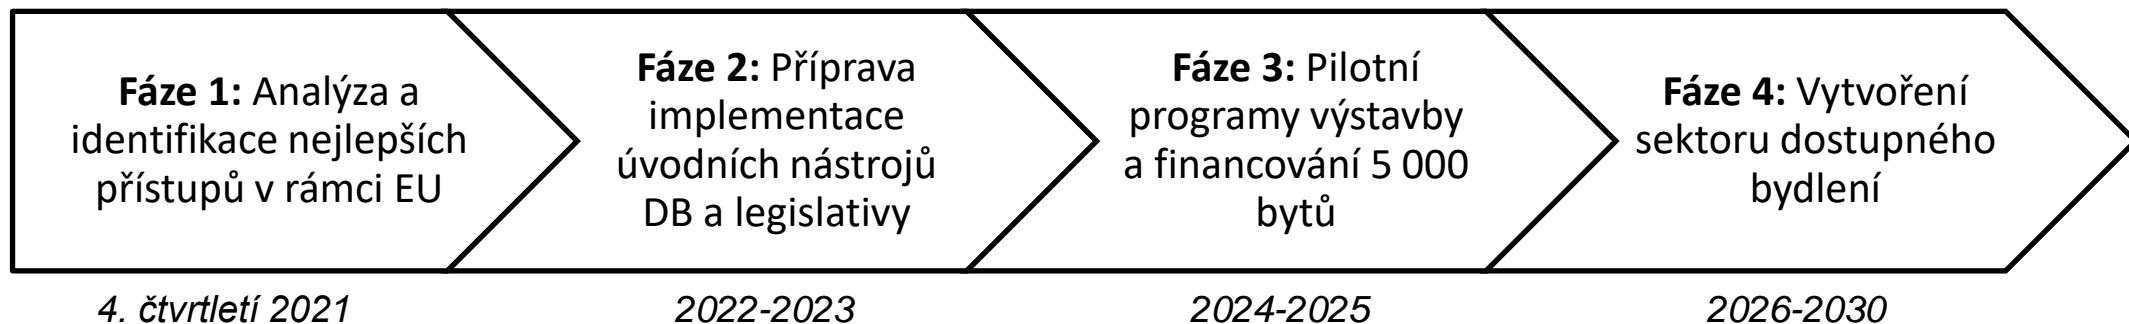 Fáze 1: Analýza a
identifikace nejlepších
přístupů v rámci EU
Fáze 2: Příprava
implementace
úvodních nástrojů
DB a legislativy
Fáze 3: Pilotní
programy výstavby
a financování 5 000
bytů
Fáze 4: Vytvoření
sektoru dostupného
bydlení
4. čtvrtletí 2021
2022-2023
2024-2025
2026-2030